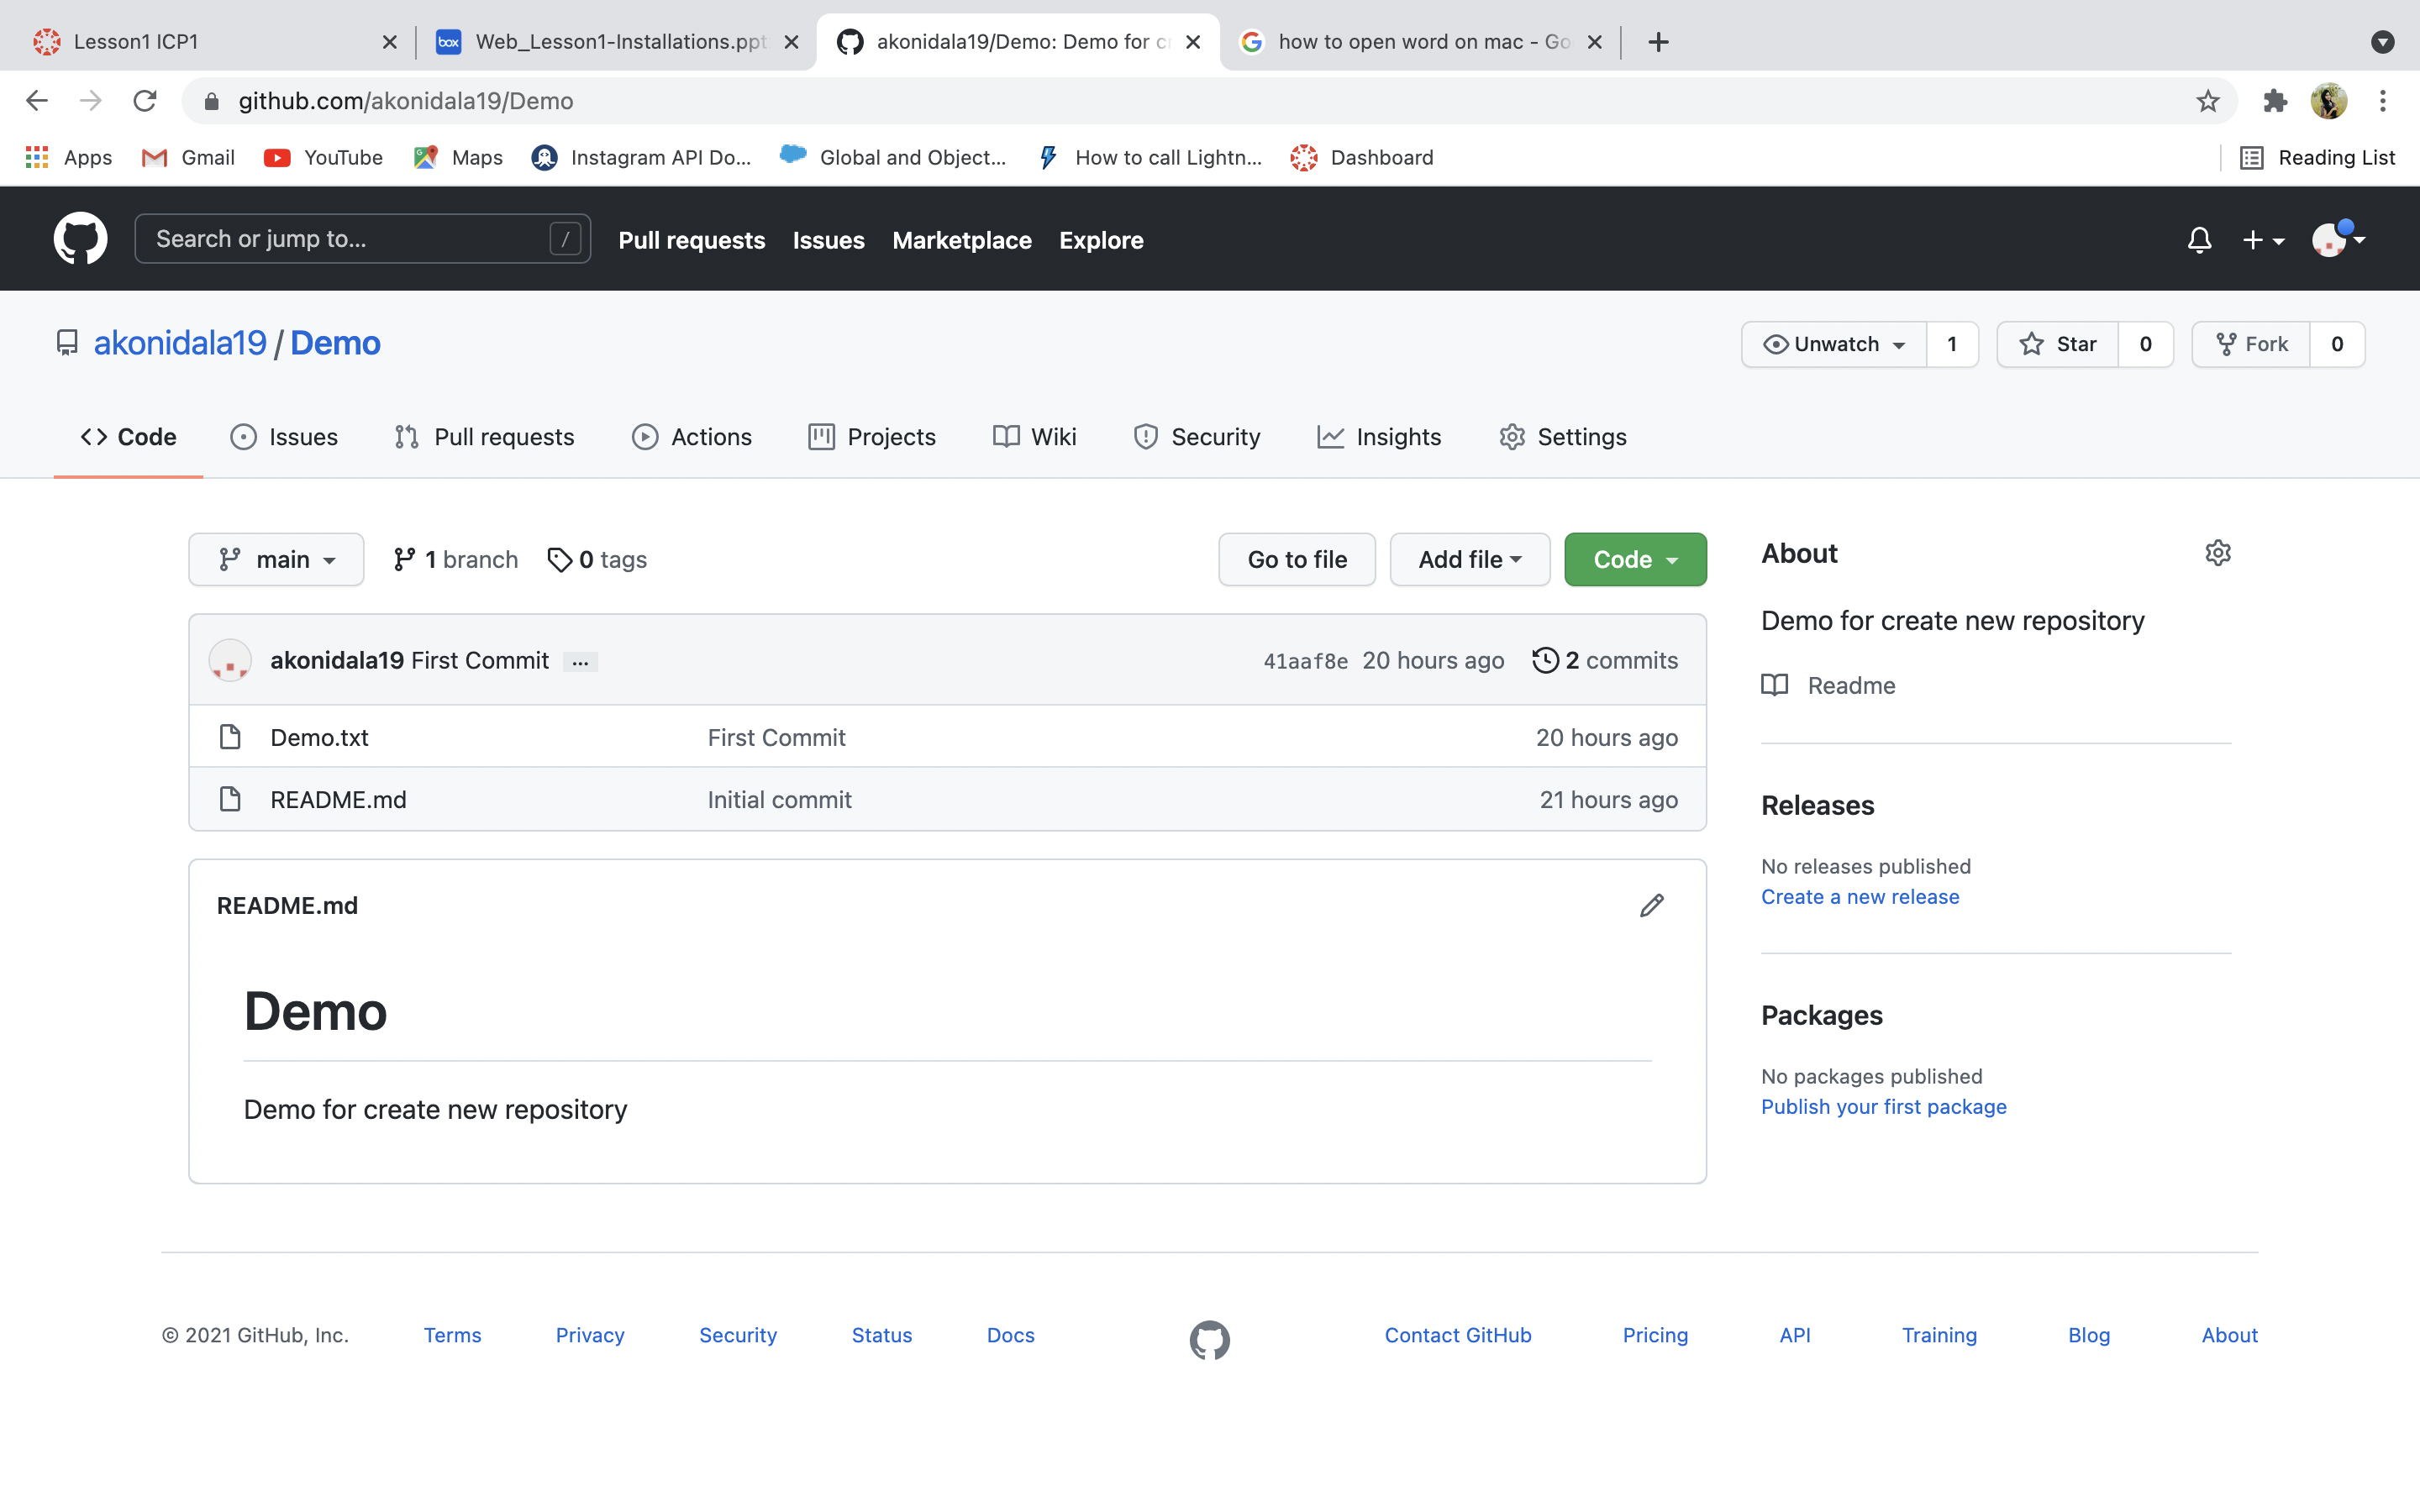 Lesson1 ICP1
box Web_Lesson1-Installations.ppt
akonidala19/Demo: Demo for cr
how to open word on mac - Go
github.com/akonidala19/Demo
Apps Gmail YouTube Maps Instagram API Do... Global and Object... How to call Lightn... Dashboard Reading List
Search or jump to... / Pull requests Issues Marketplace Explore
akonidala19 / Demo Unwatch 1 Star 0 Fork 0
Code Issues Pull requests Actions Projects Wiki Security Insights Settings
main 1 branch 0 tags Go to file Add file Code
akonidala19 First Commit ... 41aaf8e 20 hours ago 2 commits
Demo.txt First Commit 20 hours ago
README.md Initial commit 21 hours ago
README.md
Demo
Demo for create new repository
About
Demo for create new repository
Readme
Releases
No releases published
Create a new release
Packages
No packages published
Publish your first package
© 2021 GitHub, Inc. Terms Privacy Security Status Docs Contact GitHub Pricing API Training Blog About